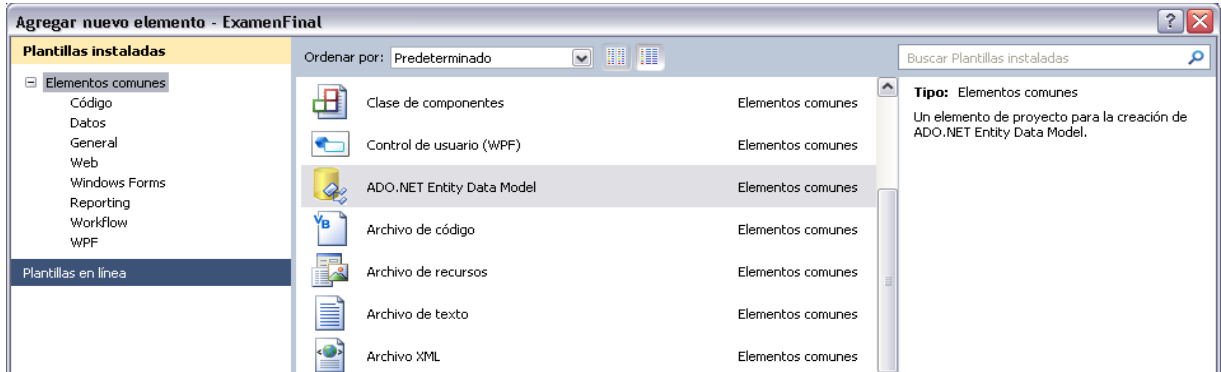 Agregar nuevo elemento - ExamenFinal
Plantillas instaladas
Elementos comunes
Código
Datos
General
Web
Windows Forms
Reporting
Workflow
WPF
Plantillas en línea
Ordenar por: Predeterminado
Clase de componentes Elementos comunes
Control de usuario (WPF) Elementos comunes
ADO.NET Entity Data Model Elementos comunes
VB
Archivo de código Elementos comunes
Archivo de recursos Elementos comunes
Archivo de texto Elementos comunes
Archivo XML Elementos comunes
Buscar Plantillas instaladas
Tipo: Elementos comunes
Un elemento de proyecto para la creación de
ADO.NET Entity Data Model.